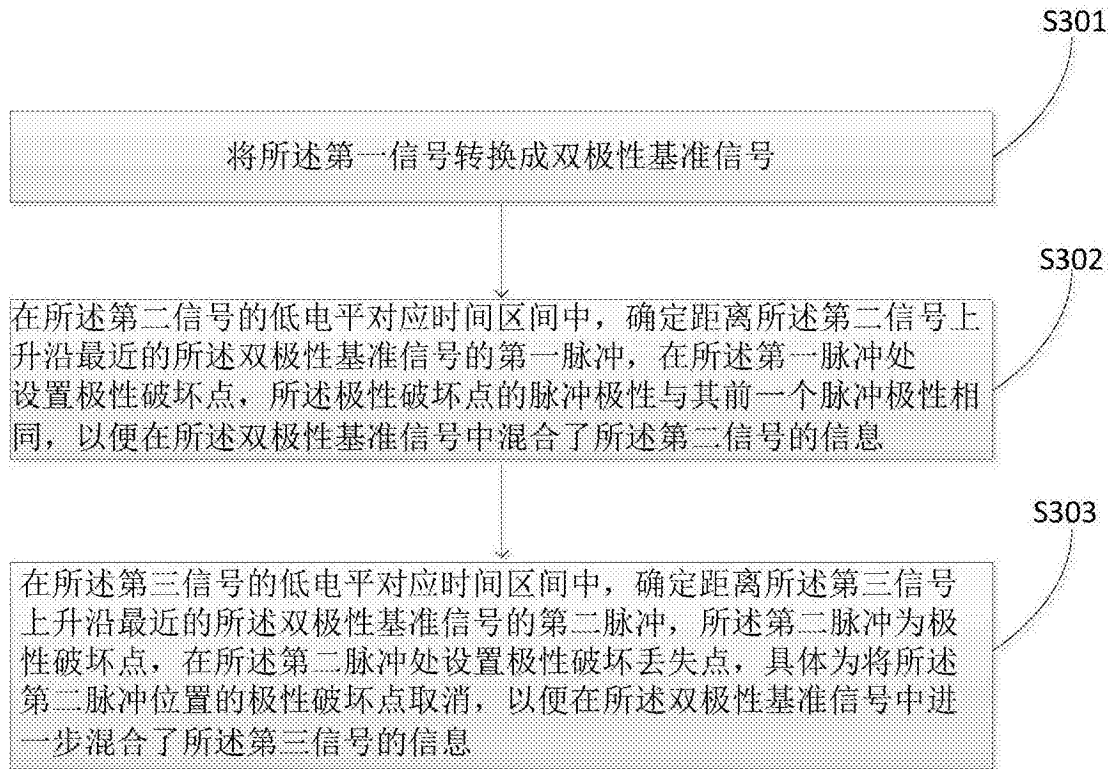 S301
将所述第一信号转换成双极性基准信号
S302
在所述第二信号的低电平对应时间区间中，确定距离所述第二信号上
升沿最近的所述双极性基准信号的第一脉冲，在所述第一脉冲处
设置极性破坏点，所述极性破坏点的脉冲极性与其前一个脉冲极性相
同，以便在所述双极性基准信号中混合了所述第二信号的信息
S303
在所述第三信号的低电平对应时间区间中，确定距离所述第三信号
上升沿最近的所述双极性基准信号的第二脉冲，所述第二脉冲为极
性破坏点，在所述第二脉冲处设置极性破坏丢失点，具体为将所述
第二脉冲位置的极性破坏点取消，以便在所述双极性基准信号中进
一步混合了所述第三信号的信息